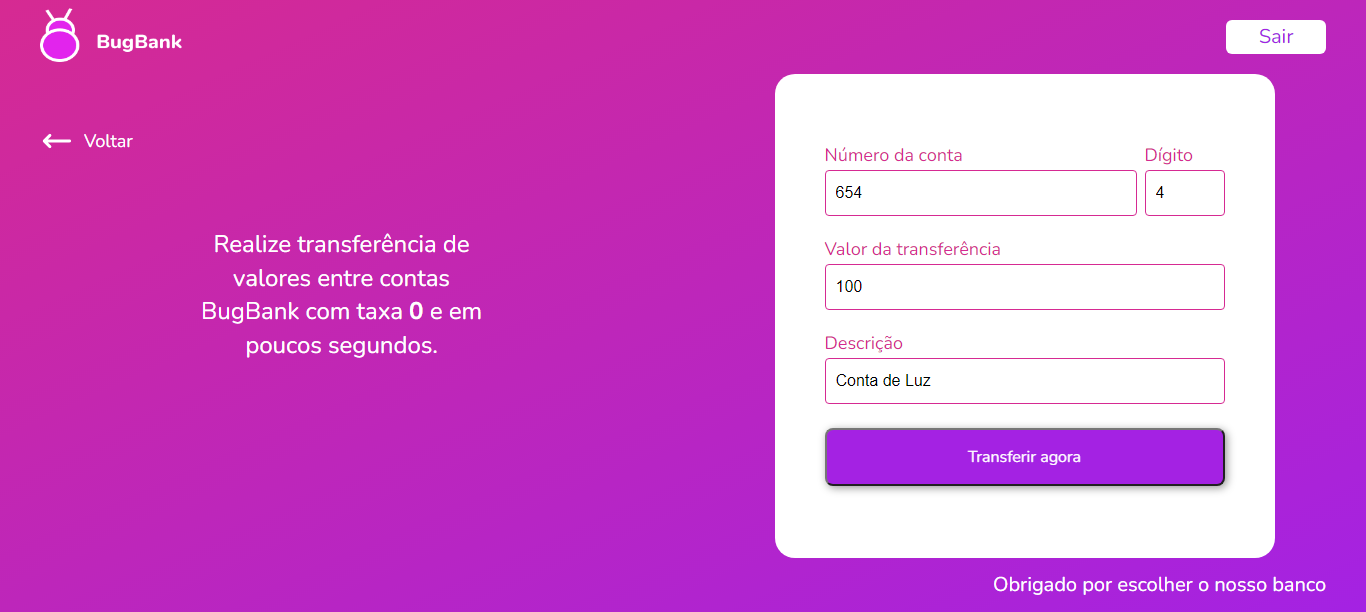 BugBank
Sair
Voltar
Realize transferência de
valores entre contas
BugBank com taxa 0 e em
poucos segundos.
Número da conta
Dígito
654
4
Valor da transferência
100
Descrição
Conta de Luz
Transferir agora
Obrigado por escolher o nosso banco